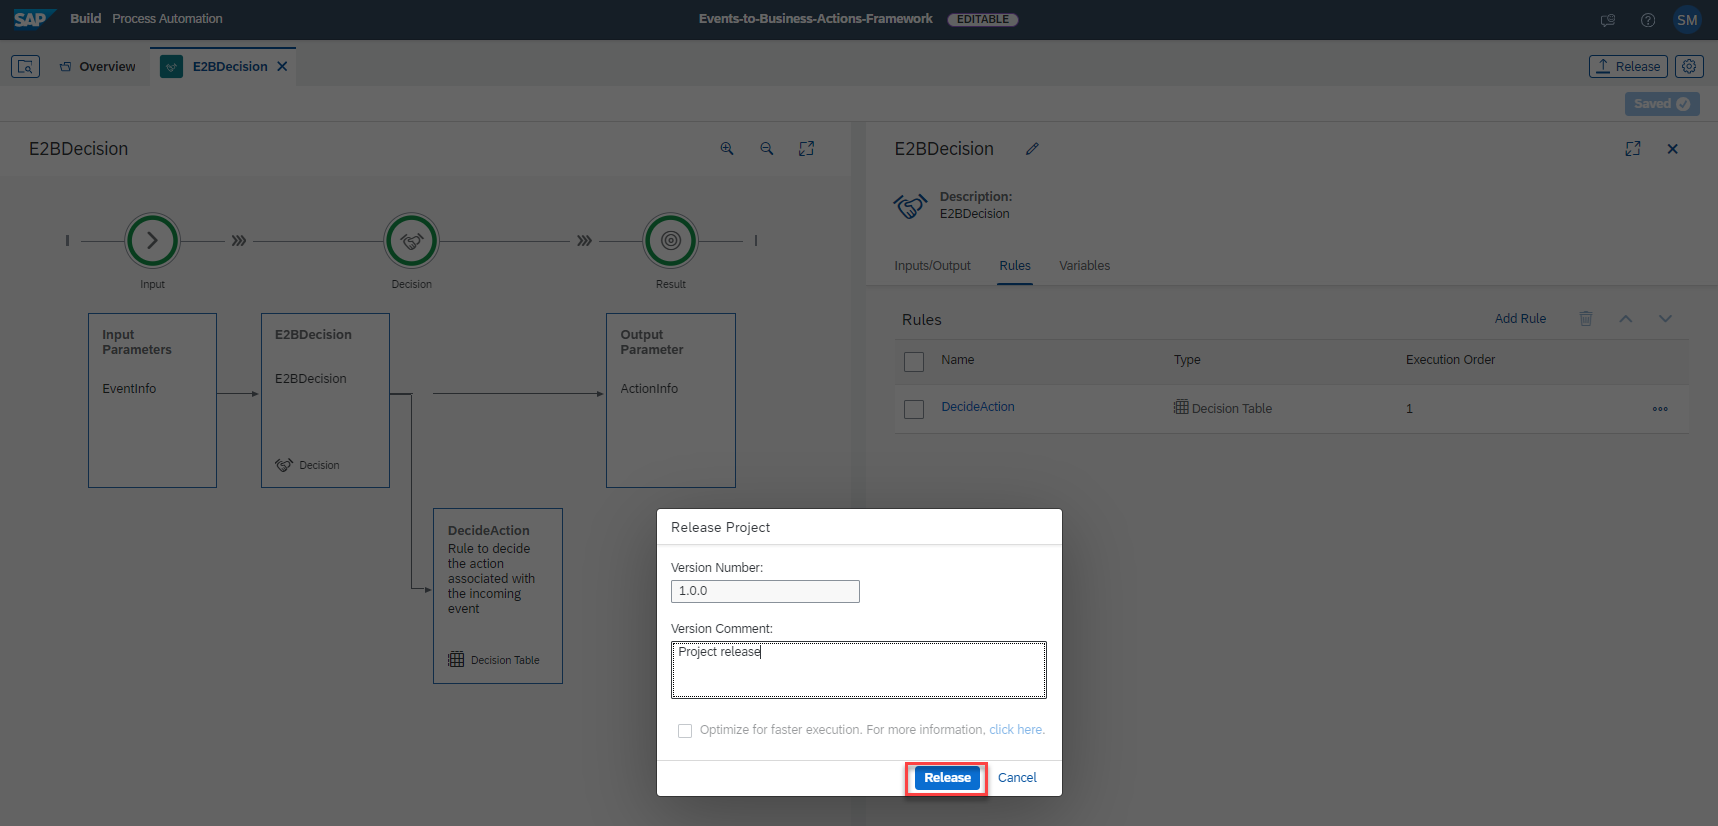 SAP Build Process Automation Events-to-Business-Actions-Framework EDITABLE SM
Overview E2BDecision Release
Saved
E2BDecision
Input
Decision
Result
Input
Parameters
EventInfo
E2BDecision
E2BDecision
Decision
Output
Parameter
ActionInfo
DecideAction
Rule to decide
the action
associated with
the incoming
event
Decision Table
E2BDecision
Description:
E2BDecision
Inputs/Output Rules Variables
Rules Add Rule
Name Type Execution Order
DecideAction Decision Table 1
Release Project
Version Number:
1.0.0
Version Comment:
Project release
Optimize for faster execution. For more information, click here.
Release Cancel